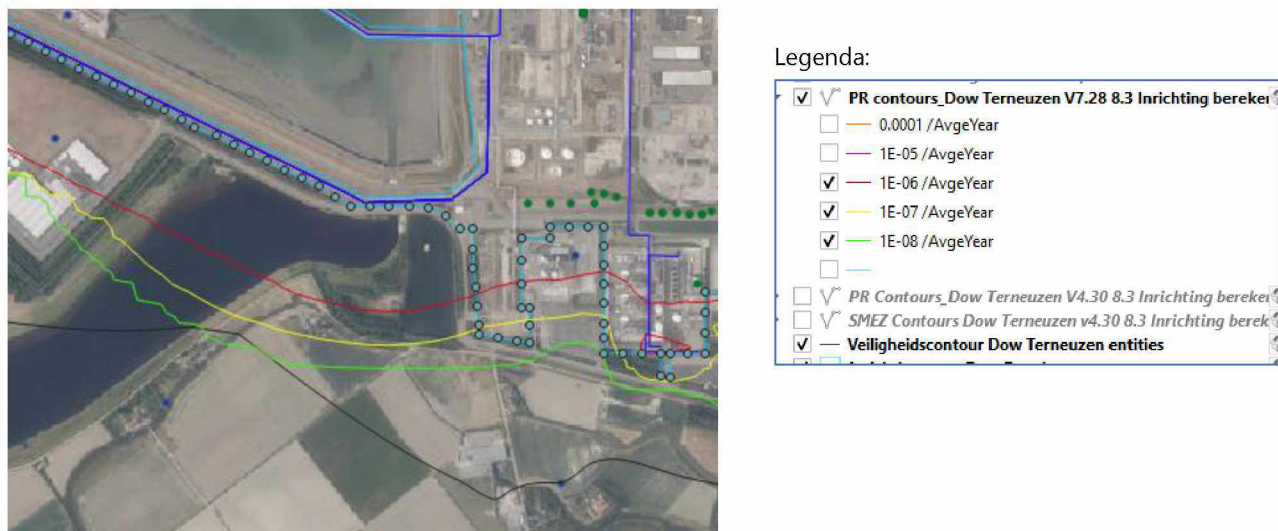 Legenda:
PR contours_Dow Terneuzen V7.28 8.3 Inrichting bereker
0.0001 /AvgeYear
1E-05 /AvgeYear
1E-06 /AvgeYear
1E-07 /AvgeYear
1E-08 /AvgeYear
PR Contours_Dow Terneuzen V4.30 8.3 Inrichting bereker
SMEZ Contours Dow Terneuzen v4.30 8.3 Inrichting berek
Veiligheidscontour Dow Terneuzen entities